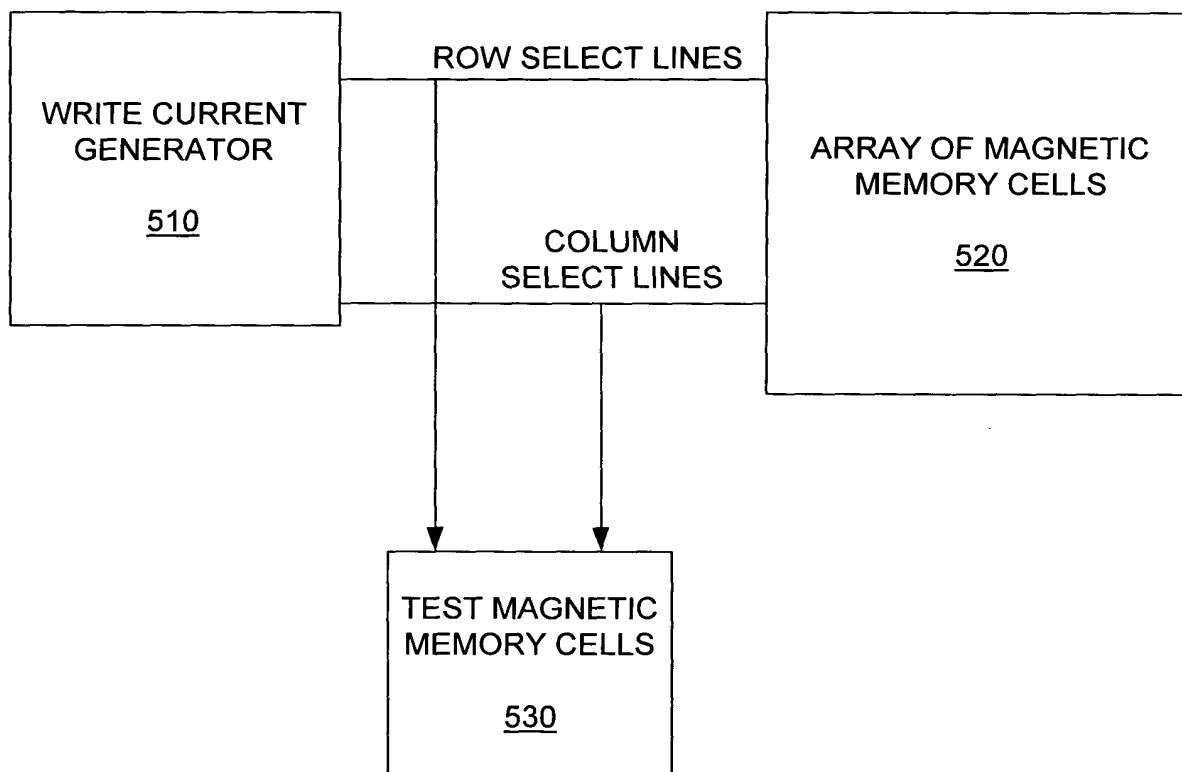 ROW SELECT LINES
WRITE CURRENT
GENERATOR
510
ARRAY OF MAGNETIC
MEMORY CELLS
520
COLUMN
SELECT LINES
TEST MAGNETIC
MEMORY CELLS
530